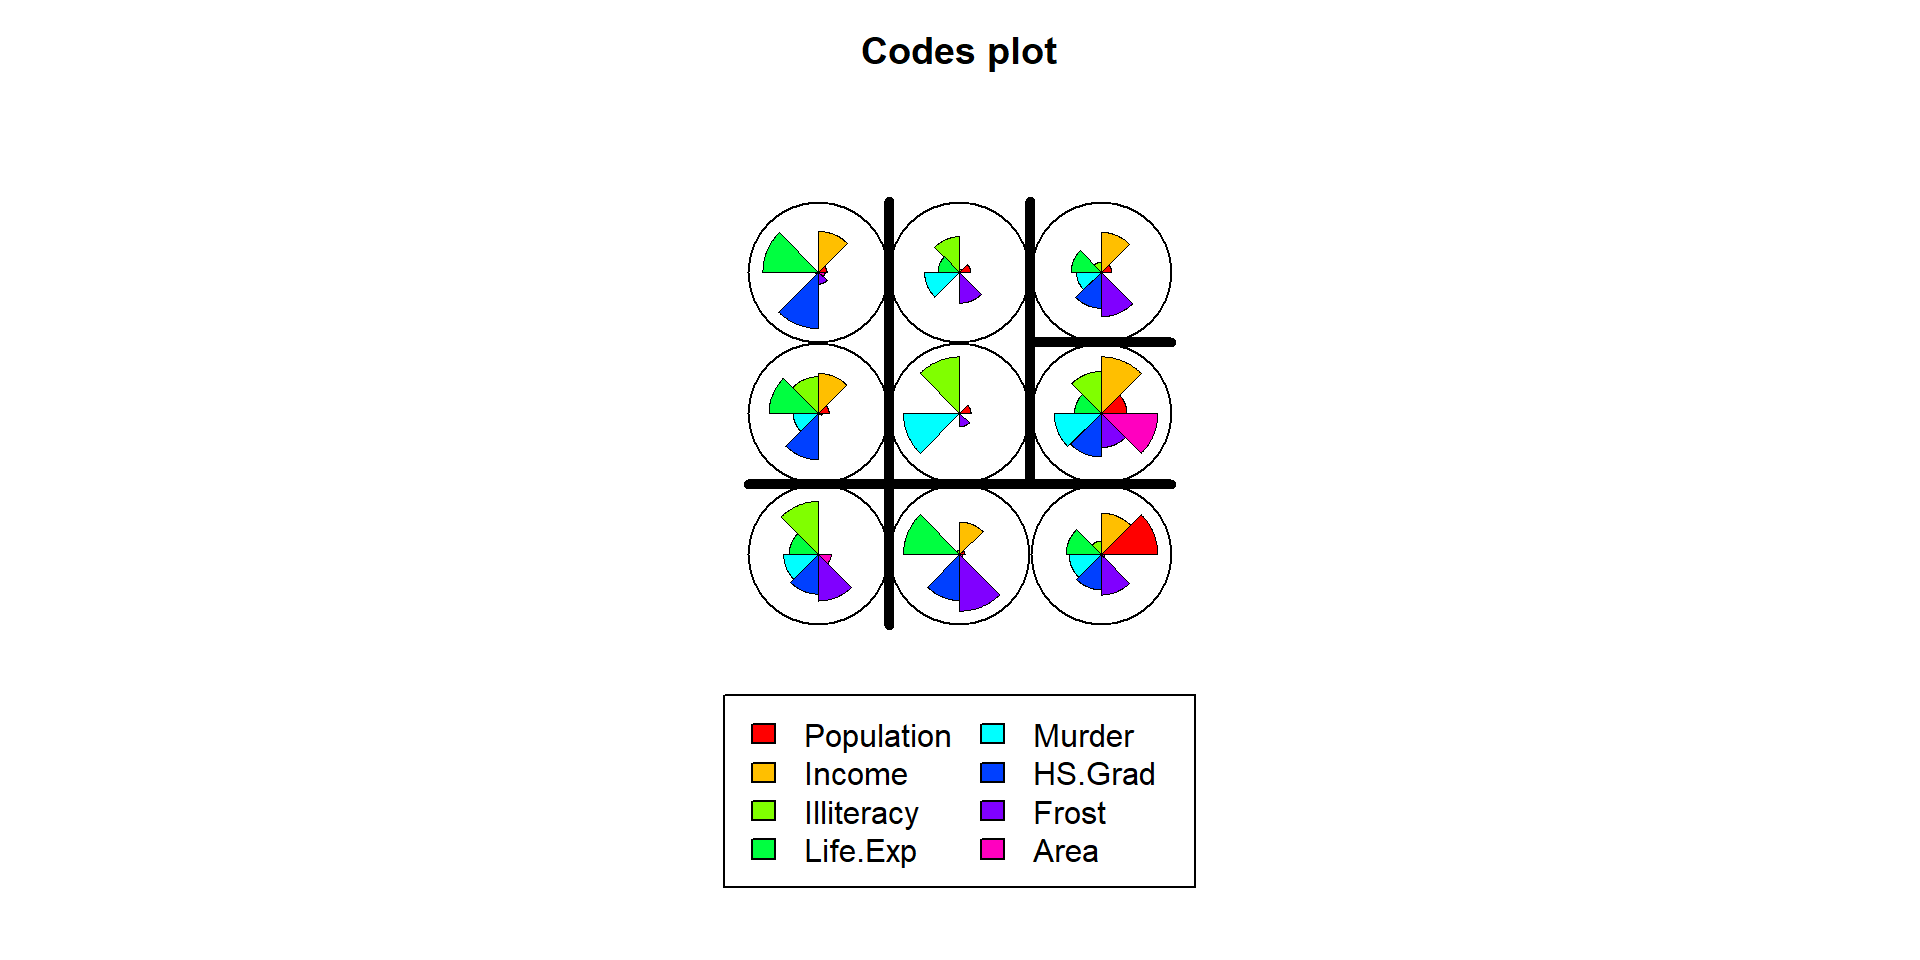 Codes plot
Population
Income
Illiteracy
Life.Exp
Murder
HS.Grad
Frost
Area